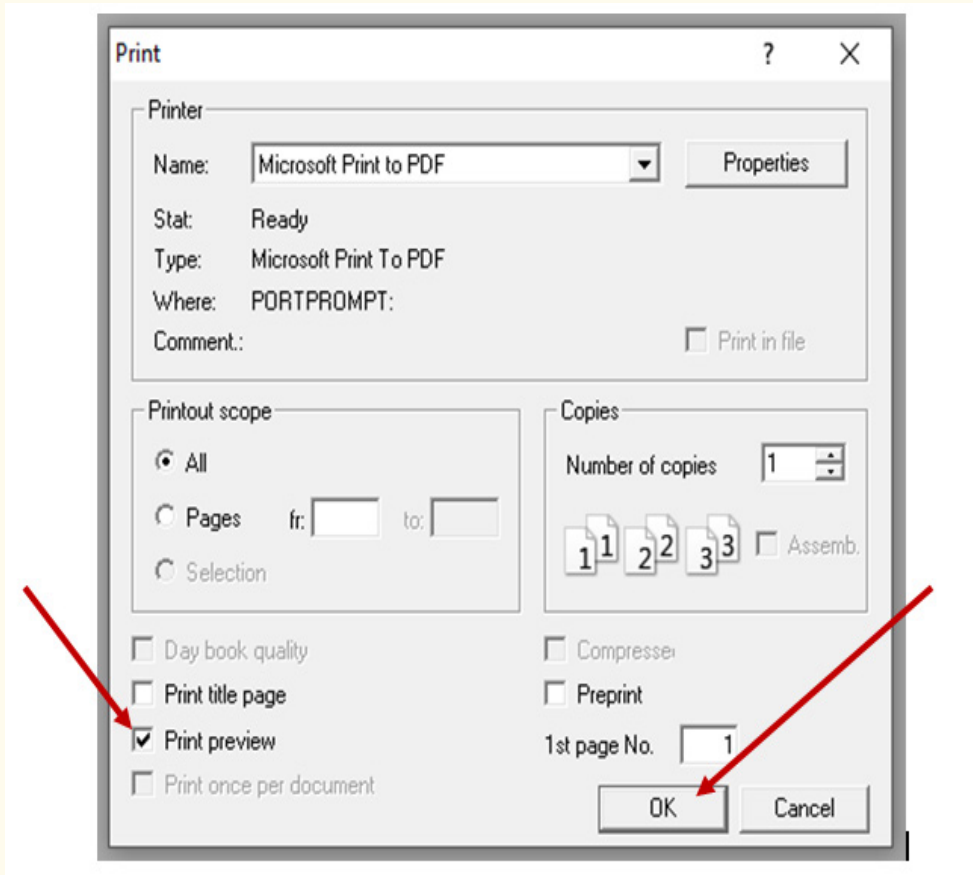 Print ?
Printer
Name: Microsoft Print to PDF Properties
Stat: Ready
Type: Microsoft Print To PDF
Where: PORTPROMPT:
Comment.: Print in file
Printout scope
All
Pages fr: to:
Selection
Copies
Number of copies 1
1 1 2 2 3 3 Assemb.
Day book quality
Print title page
Print preview
Print once per document
Compresse
Preprint
1st page No. 1
OK Cancel